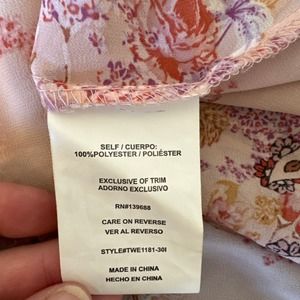 SELF / CUERPO:
100%POLYESTER / POLIÉSTER
EXCLUSIVE OF TRIM
ADORNO EXCLUSIVO
RN#139688
CARE ON REVERSE
VER AL REVERSO
STYLE#TWE1181-30I
MADE IN CHINA
HECHO EN CHINA